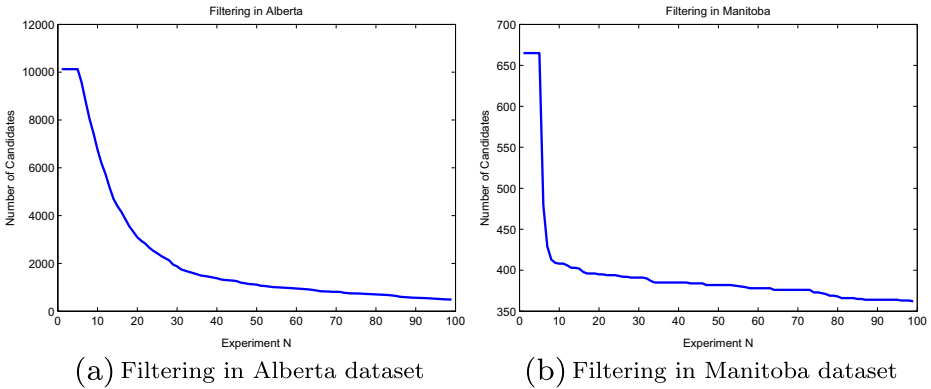 Filtering in Alberta
12000
10000
8000
6000
4000
2000
0
Number of Candidates
0 10 20 30 40 50 60 70 80 90 100
Experiment N
(a) Filtering in Alberta dataset
Filtering in Manitoba
700
650
600
550
500
450
400
350
Number of Candidates
0 10 20 30 40 50 60 70 80 90 100
Experiment N
(b) Filtering in Manitoba dataset